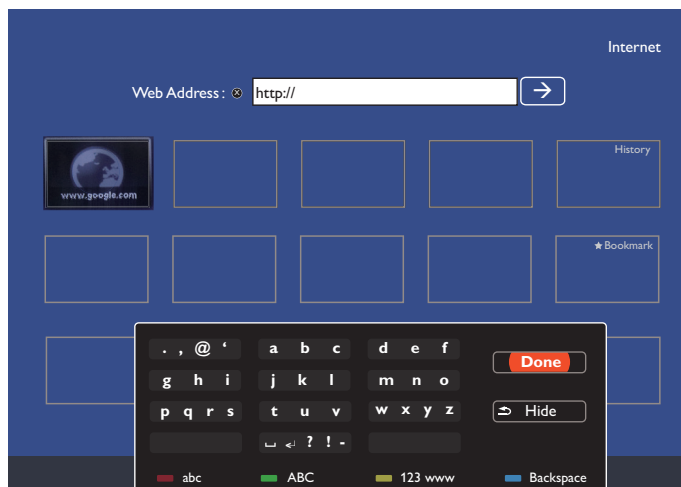 Internet
Web Address : http://
www.google.com
History
★ Bookmark
. , @ ‘ a b c d e f
Done
g h i j k l m n o
p q r s t u v w x y z
Hide
␣ ↵ ? ! -
abc ABC 123 www Backspace